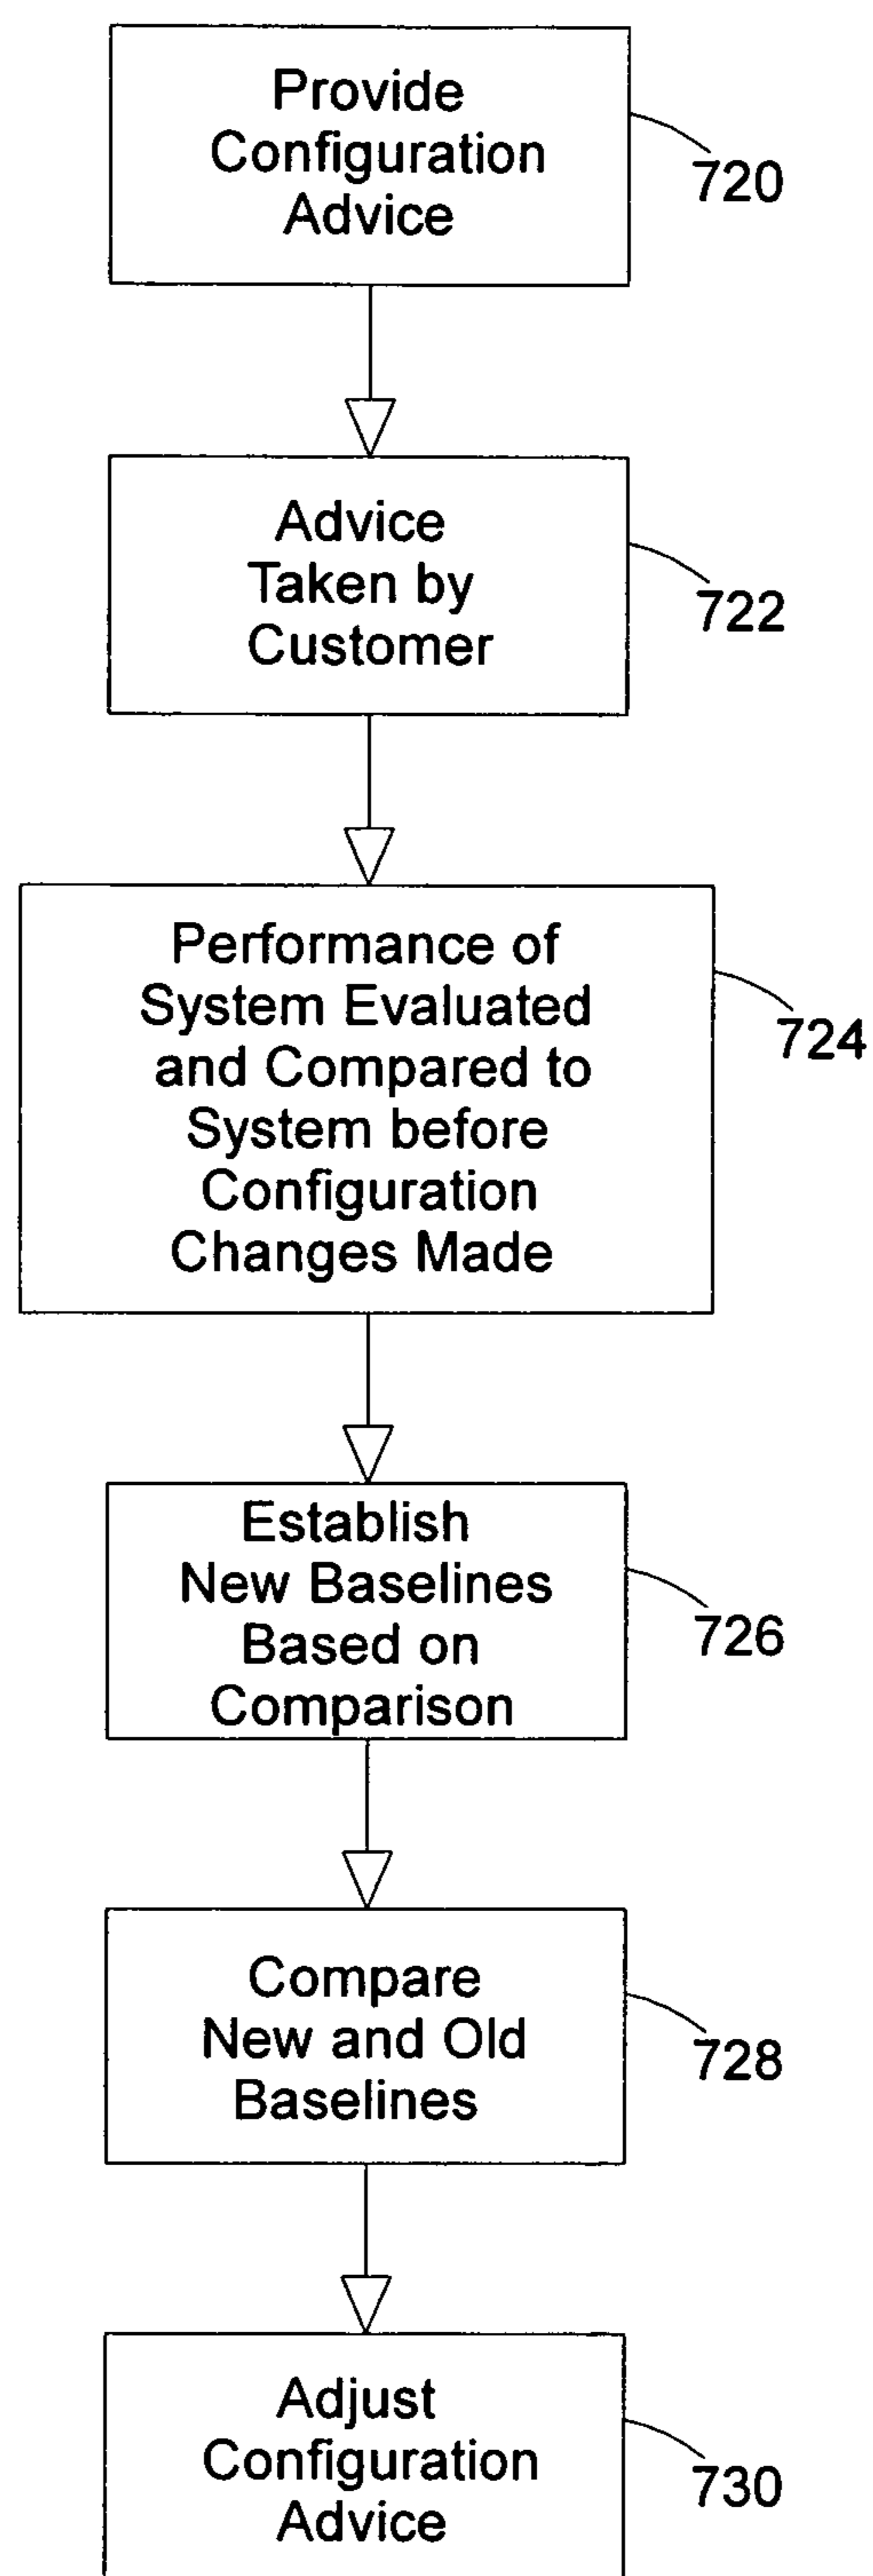 Provide
Configuration
Advice
720
Advice
Taken by
Customer
722
Performance of
System Evaluated
and Compared to
System before
Configuration
Changes Made
724
Establish
New Baselines
Based on
Comparison
726
Compare
New and Old
Baselines
728
Adjust
Configuration
Advice
730